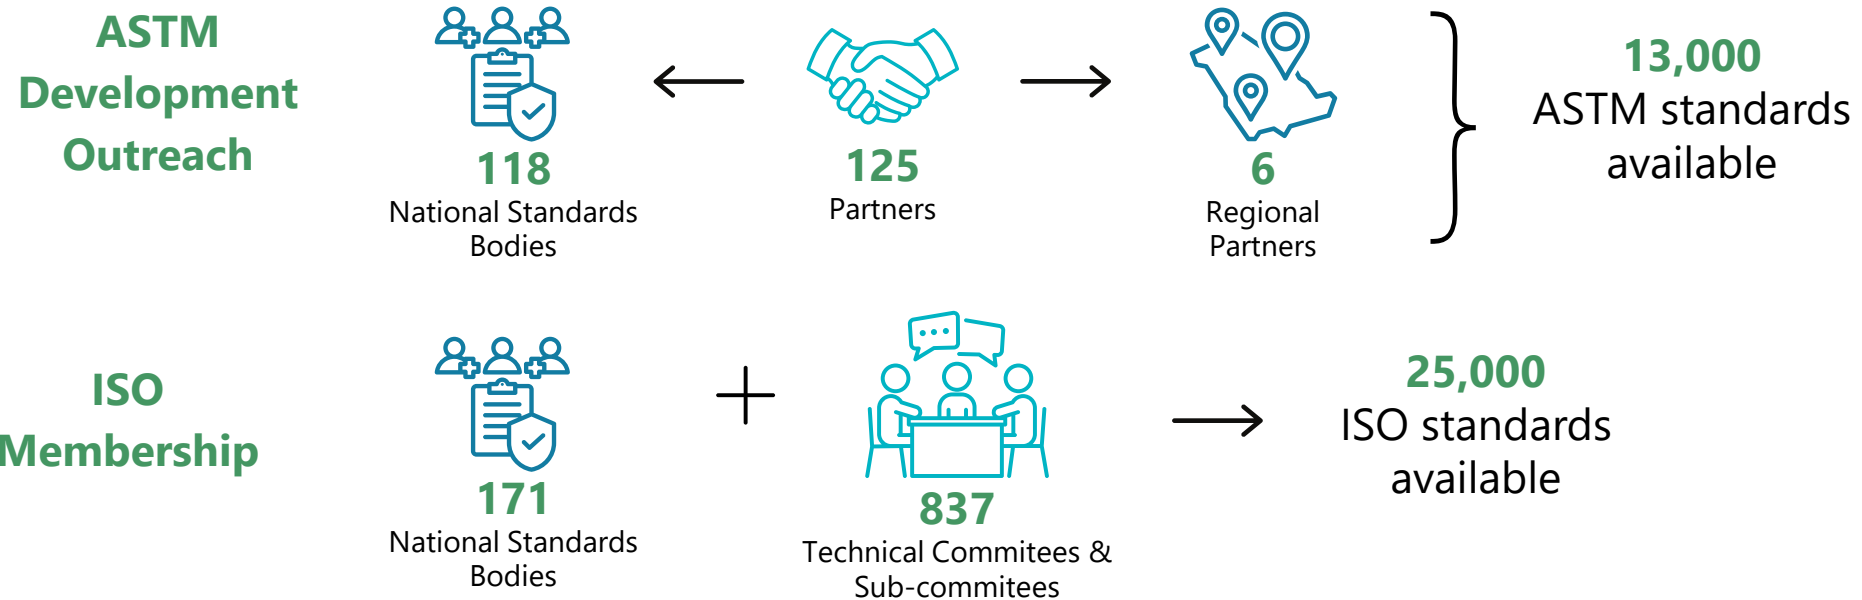 ASTM
Development
Outreach
118
National Standards
Bodies
125
Partners
6
Regional
Partners
13,000
ASTM standards
available
ISO
Membership
171
National Standards
Bodies
837
Technical Commitees &
Sub-commitees
25,000
ISO standards
available